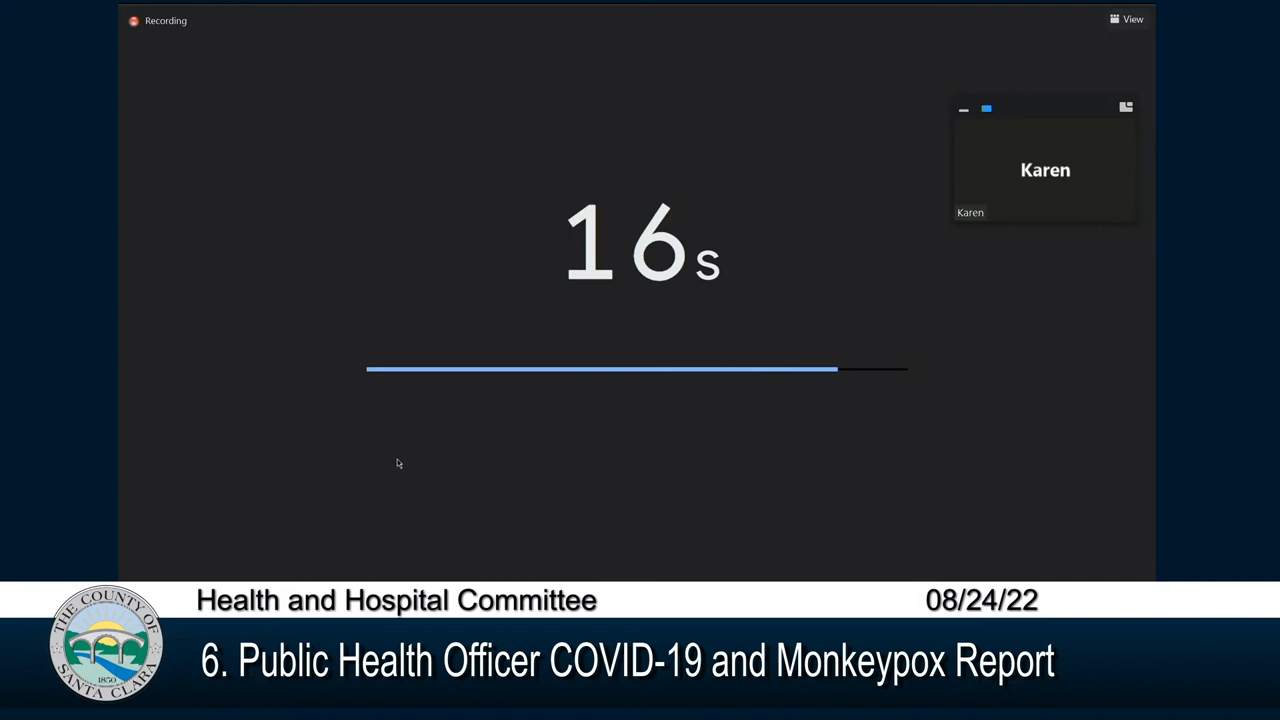 Recording
View
Karen
Karen
16s
Health and Hospital Committee
08/24/22
6. Public Health Officer COVID-19 and Monkeypox Report
THE COUNTY OF SANTA CLARA
1850